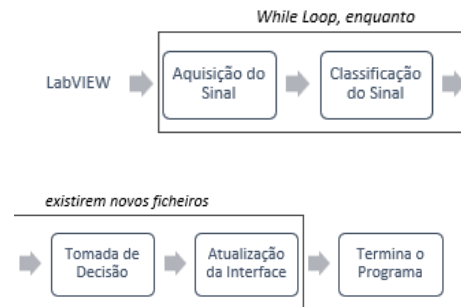 While Loop, enquanto
LabVIEW
Aquisição do
Sinal
Classificação
do Sinal
existirem novos ficheiros
Tomada de
Decisão
Atualização
da Interface
Termina o
Programa